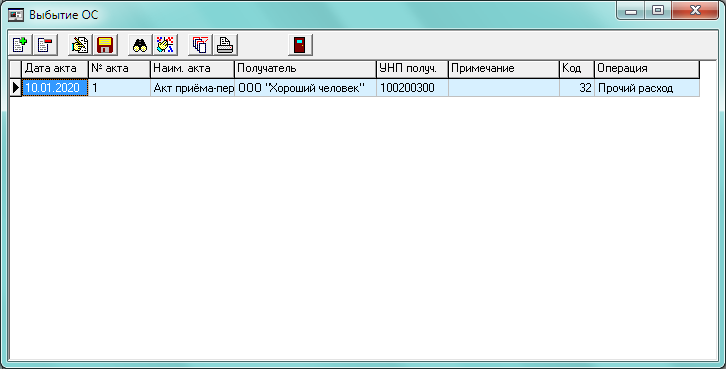 Выбытие ОС
Дата акта № акта Наим. акта Получатель УНП получ. Примечание Код Операция
10.01.2020 1 Акт приёма-пер ООО "Хороший человек" 100200300 32 Прочий расход